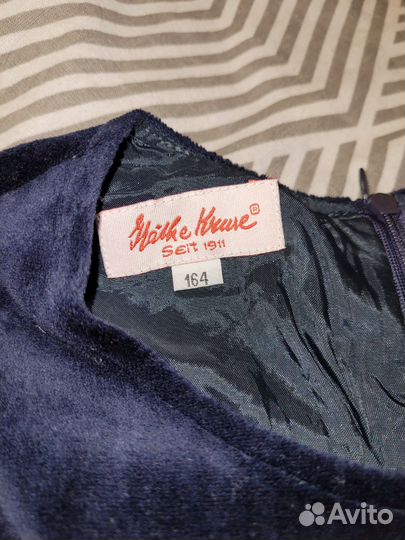 Käthe Kruse ®
SEIT 1911
164
Avito